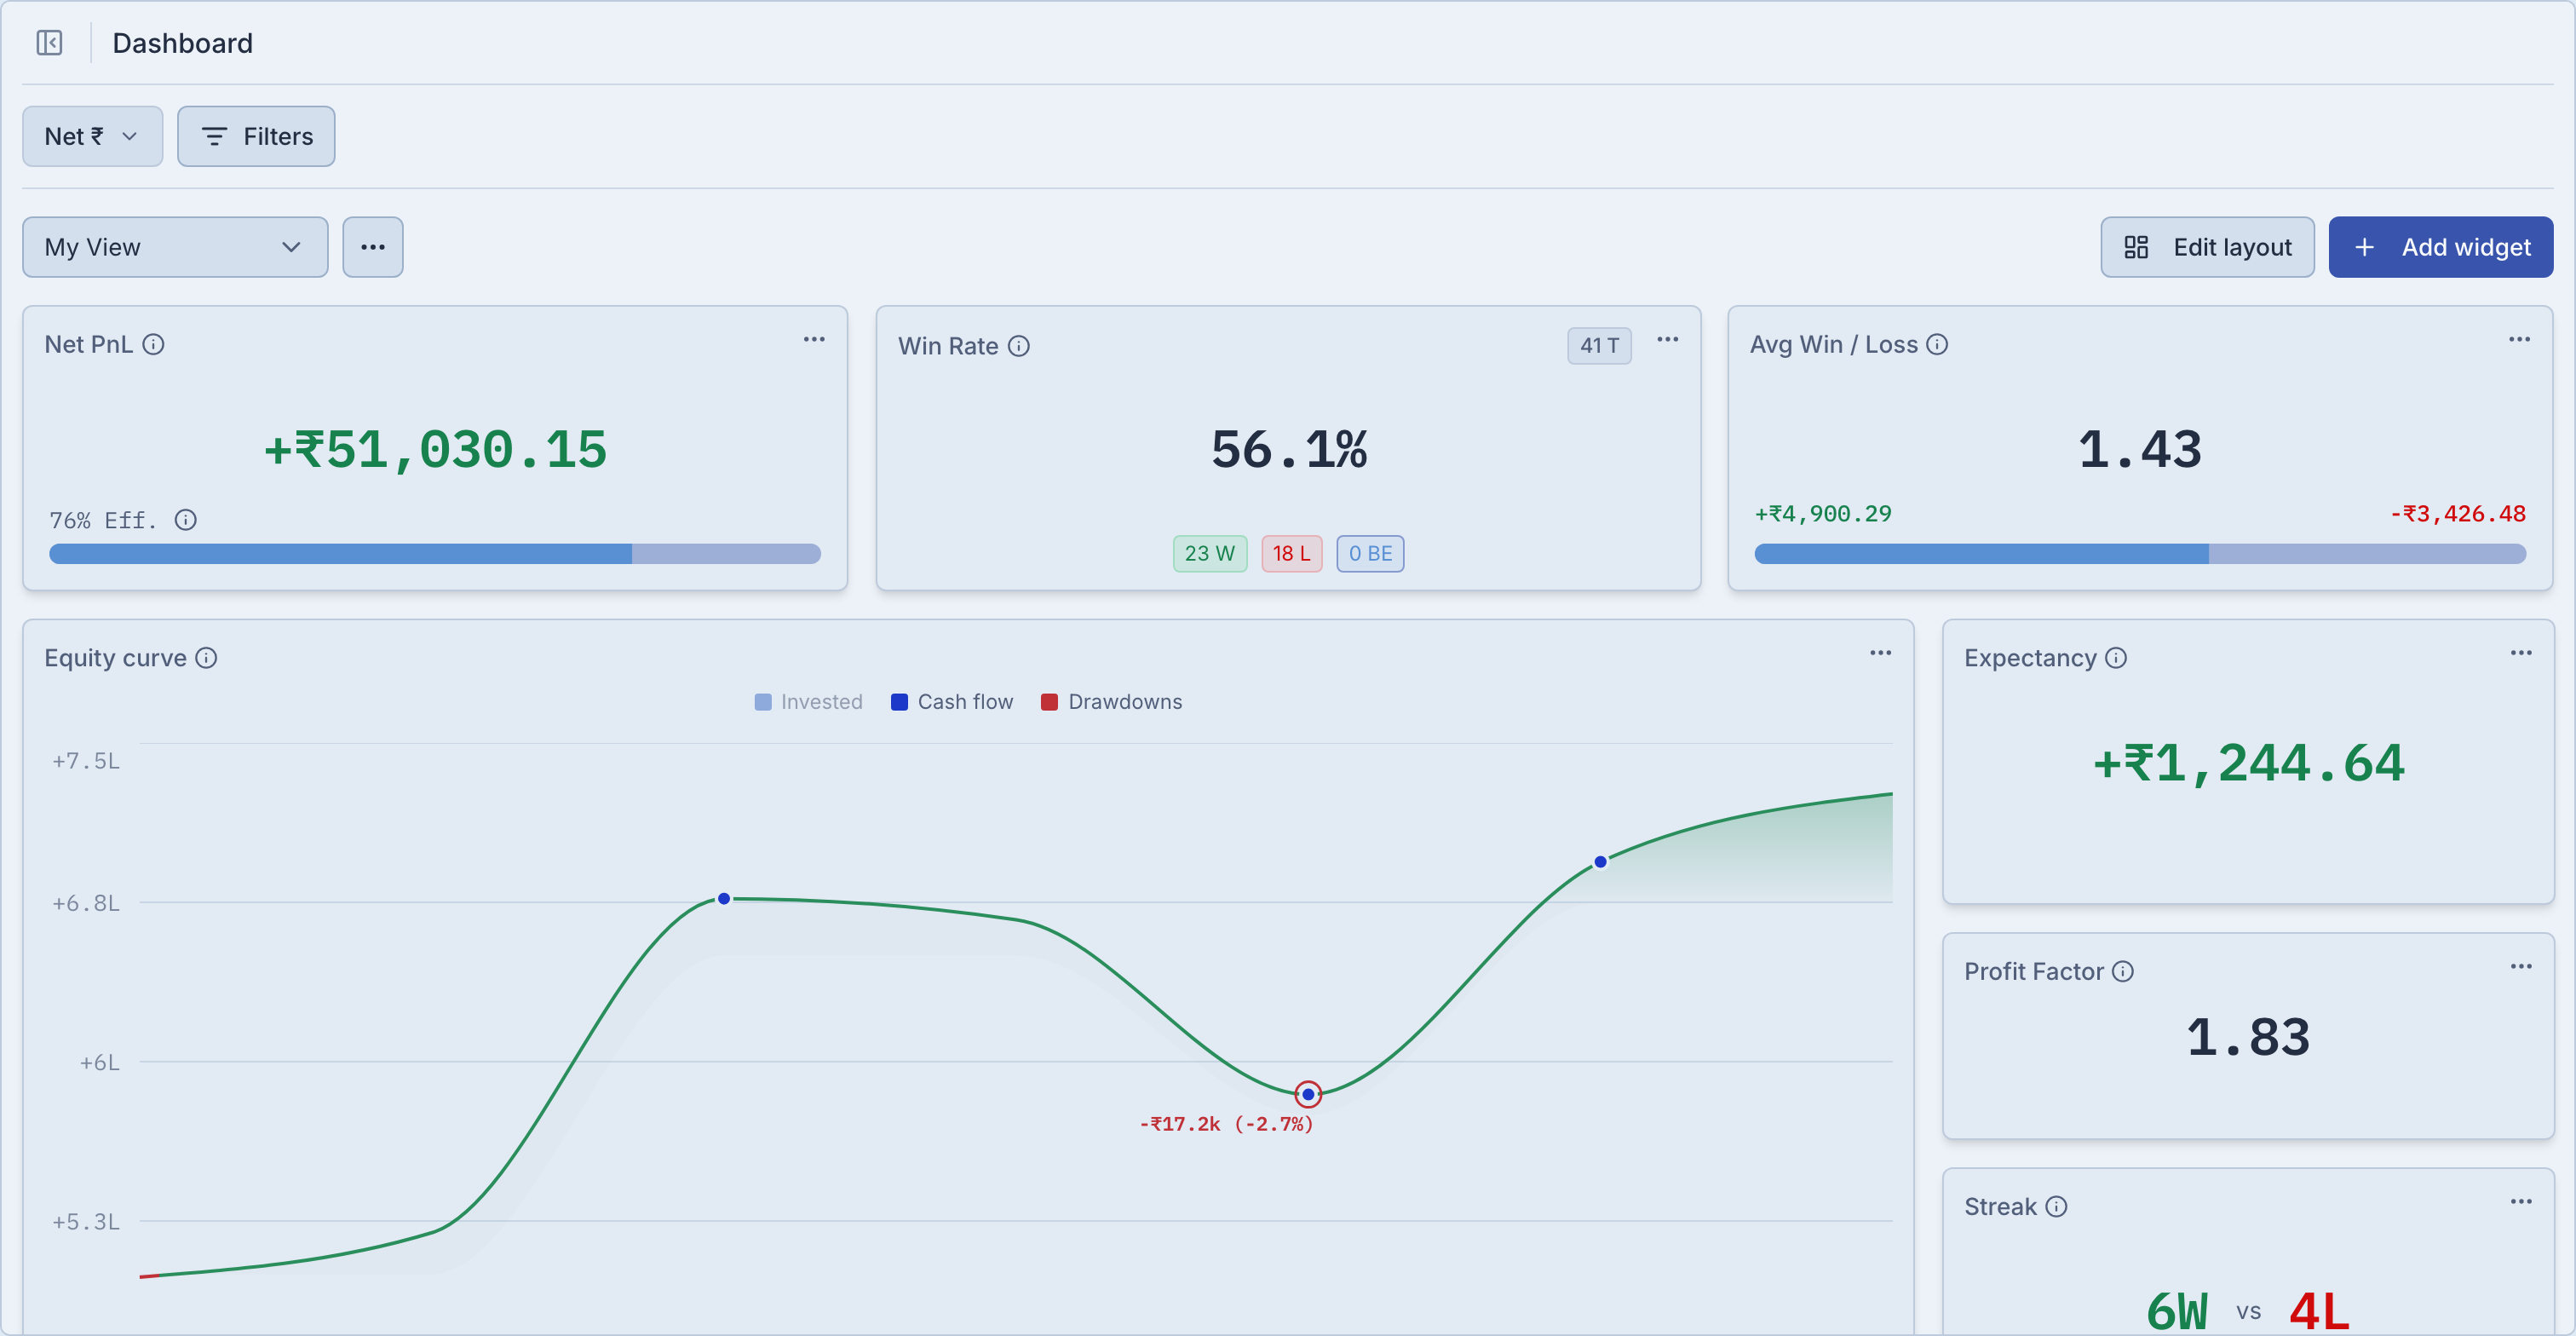 Dashboard
Net ₹
Filters
My View
Edit layout
Add widget
Net PnL
+₹51,030.15
76% Eff.
Win Rate
41 T
56.1%
23 W
18 L
0 BE
Avg Win / Loss
1.43
+₹4,900.29
-₹3,426.48
Equity curve
Invested
Cash flow
Drawdowns
+7.5L
+6.8L
+6L
+5.3L
-₹17.2k (-2.7%)
Expectancy
+₹1,244.64
Profit Factor
1.83
Streak
6W vs 4L